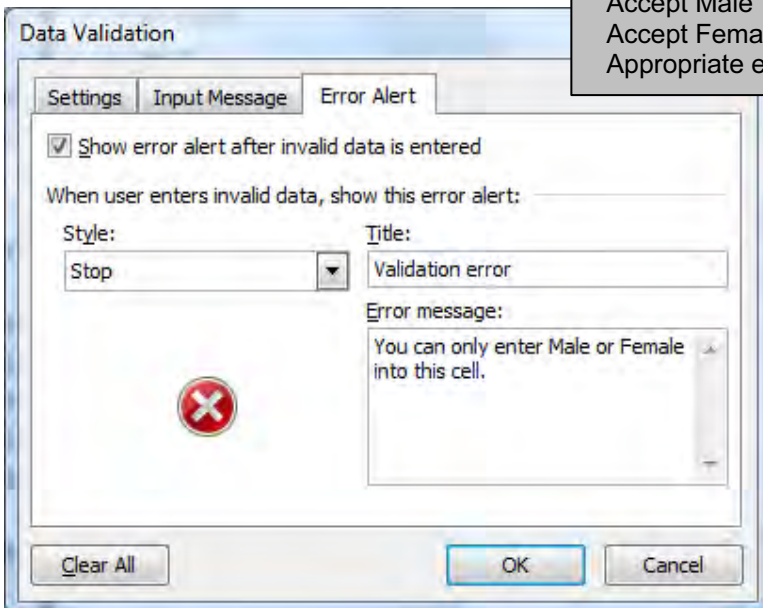 Accept Male
Data Validation
Accept
Appropriate
Settings Input Message Error Alert
Show error alert after invalid data is entered
When user enters invalid data, show this error alert:
Style: Title:
Stop Validation error
Error message:
You can only enter Male or Female
into this cell.
Clear All OK Cancel